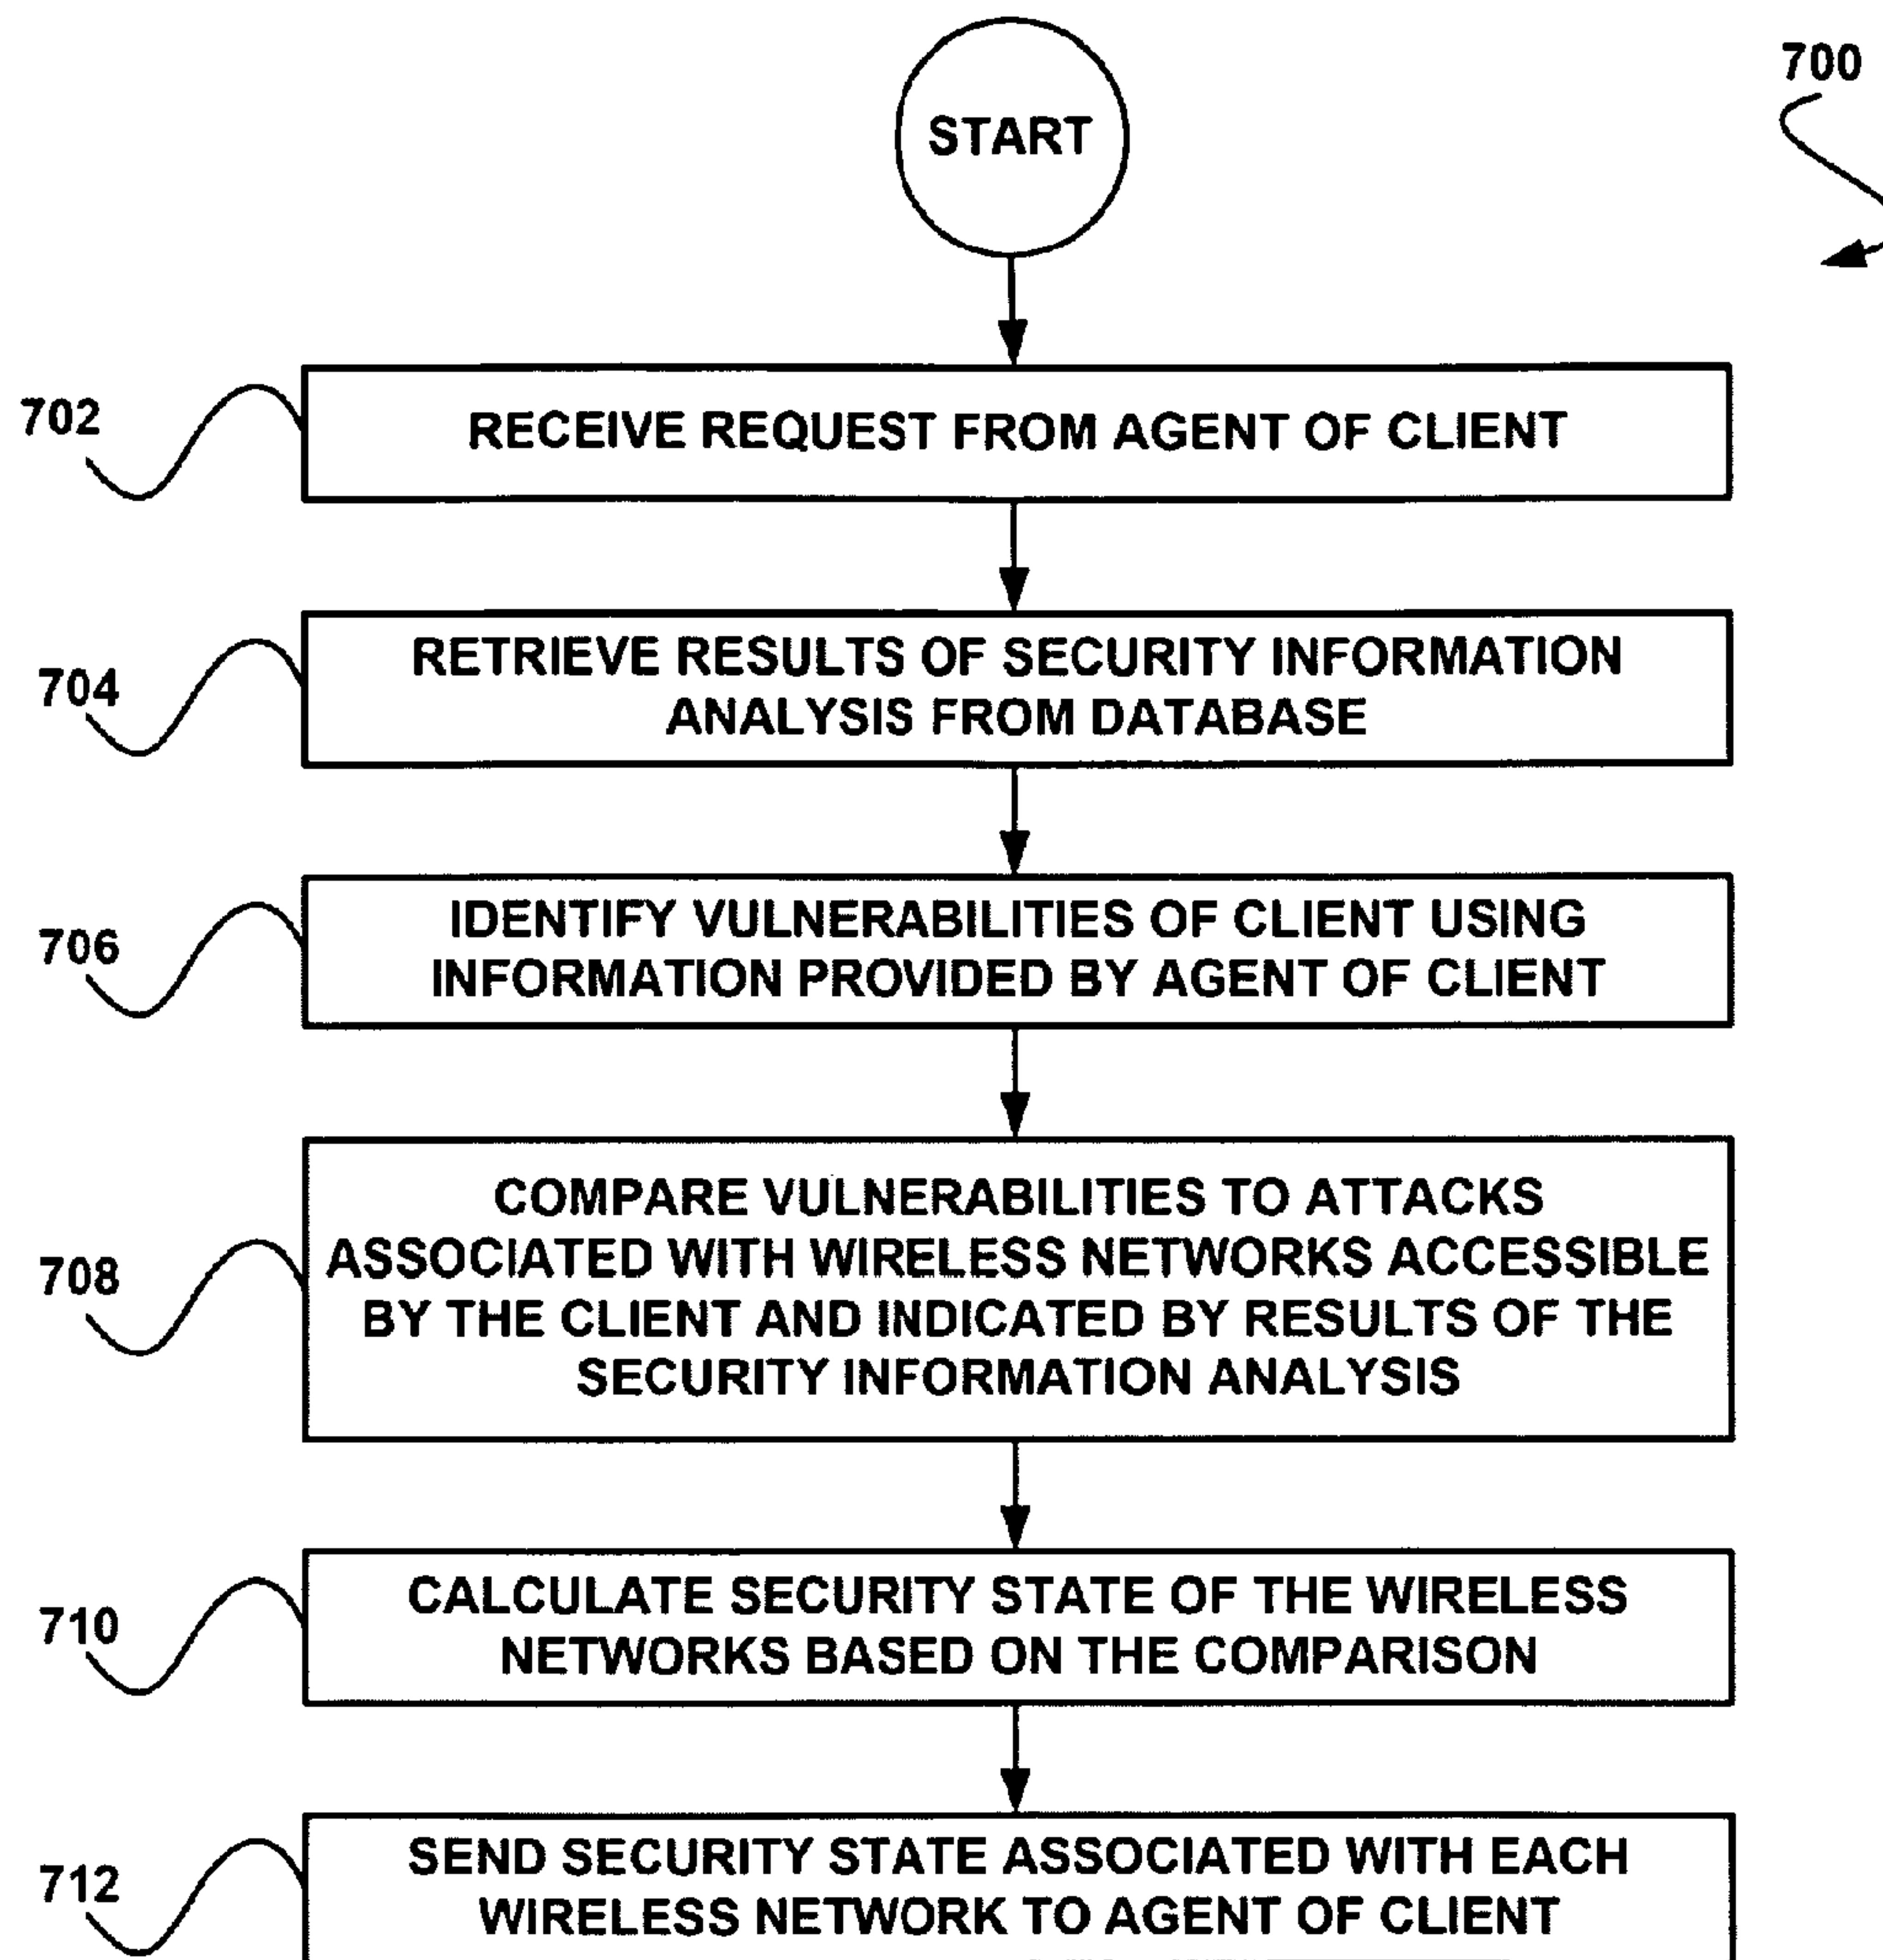 START
700
702
RECEIVE REQUEST FROM AGENT OF CLIENT
704
RETRIEVE RESULTS OF SECURITY INFORMATION
ANALYSIS FROM DATABASE
706
IDENTIFY VULNERABILITIES OF CLIENT USING
INFORMATION PROVIDED BY AGENT OF CLIENT
708
COMPARE VULNERABILITIES TO ATTACKS
ASSOCIATED WITH WIRELESS NETWORKS ACCESSIBLE
BY THE CLIENT AND INDICATED BY RESULTS OF THE
SECURITY INFORMATION ANALYSIS
710
CALCULATE SECURITY STATE OF THE WIRELESS
NETWORKS BASED ON THE COMPARISON
712
SEND SECURITY STATE ASSOCIATED WITH EACH
WIRELESS NETWORK TO AGENT OF CLIENT